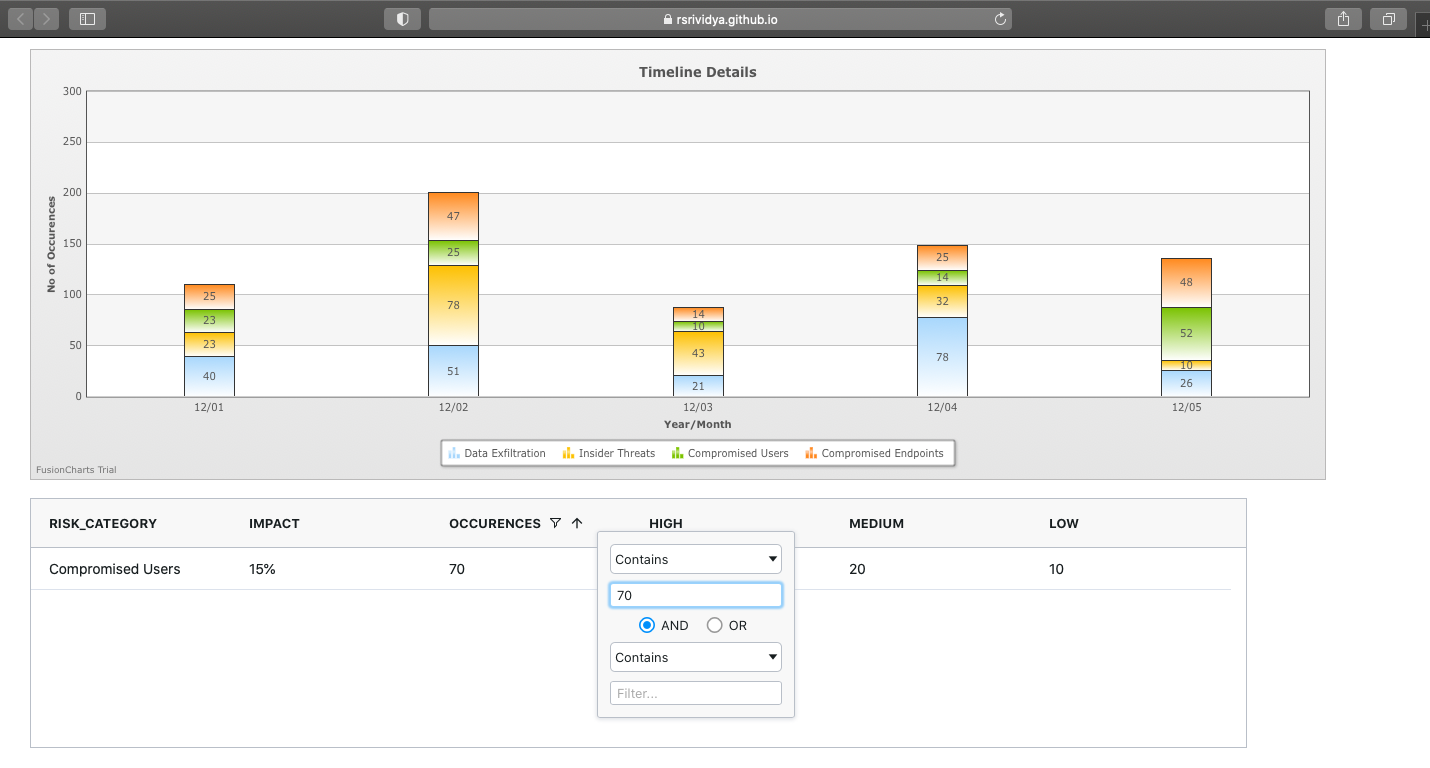 rsrividya.github.io
Timeline Details
300
250
200
150
100
50
0
No of Occurences
25
23
23
40
47
25
78
51
14
10
43
21
25
14
32
78
48
52
10
26
12/01 12/02 12/03 12/04 12/05
Year/Month
Data Exfiltration Insider Threats Compromised Users Compromised Endpoints
FusionCharts Trial
RISK_CATEGORY IMPACT OCCURENCES HIGH MEDIUM LOW
Compromised Users 15% 70 20 10
Contains
70
AND OR
Contains
Filter...